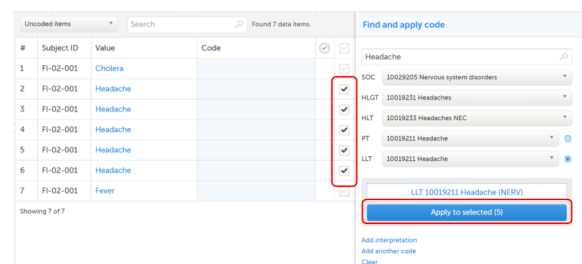 Uncoded items Search Found 7 data items.
# Subject ID Value Code
1 FI-02-001 Cholera
2 FI-02-001 Headache
3 FI-02-001 Headache
4 FI-02-001 Headache
5 FI-02-001 Headache
6 FI-02-001 Headache
7 FI-02-001 Fever
Showing 7 of 7
Find and apply code
Headache
SOC 10029205 Nervous system disorders
HLGT 10019231 Headaches
HLT 10019233 Headaches NEC
PT 10019211 Headache
LLT 10019211 Headache
LLT 10019211 Headache (NERV)
Apply to selected (5)
Add interpretation
Add another code
Clear